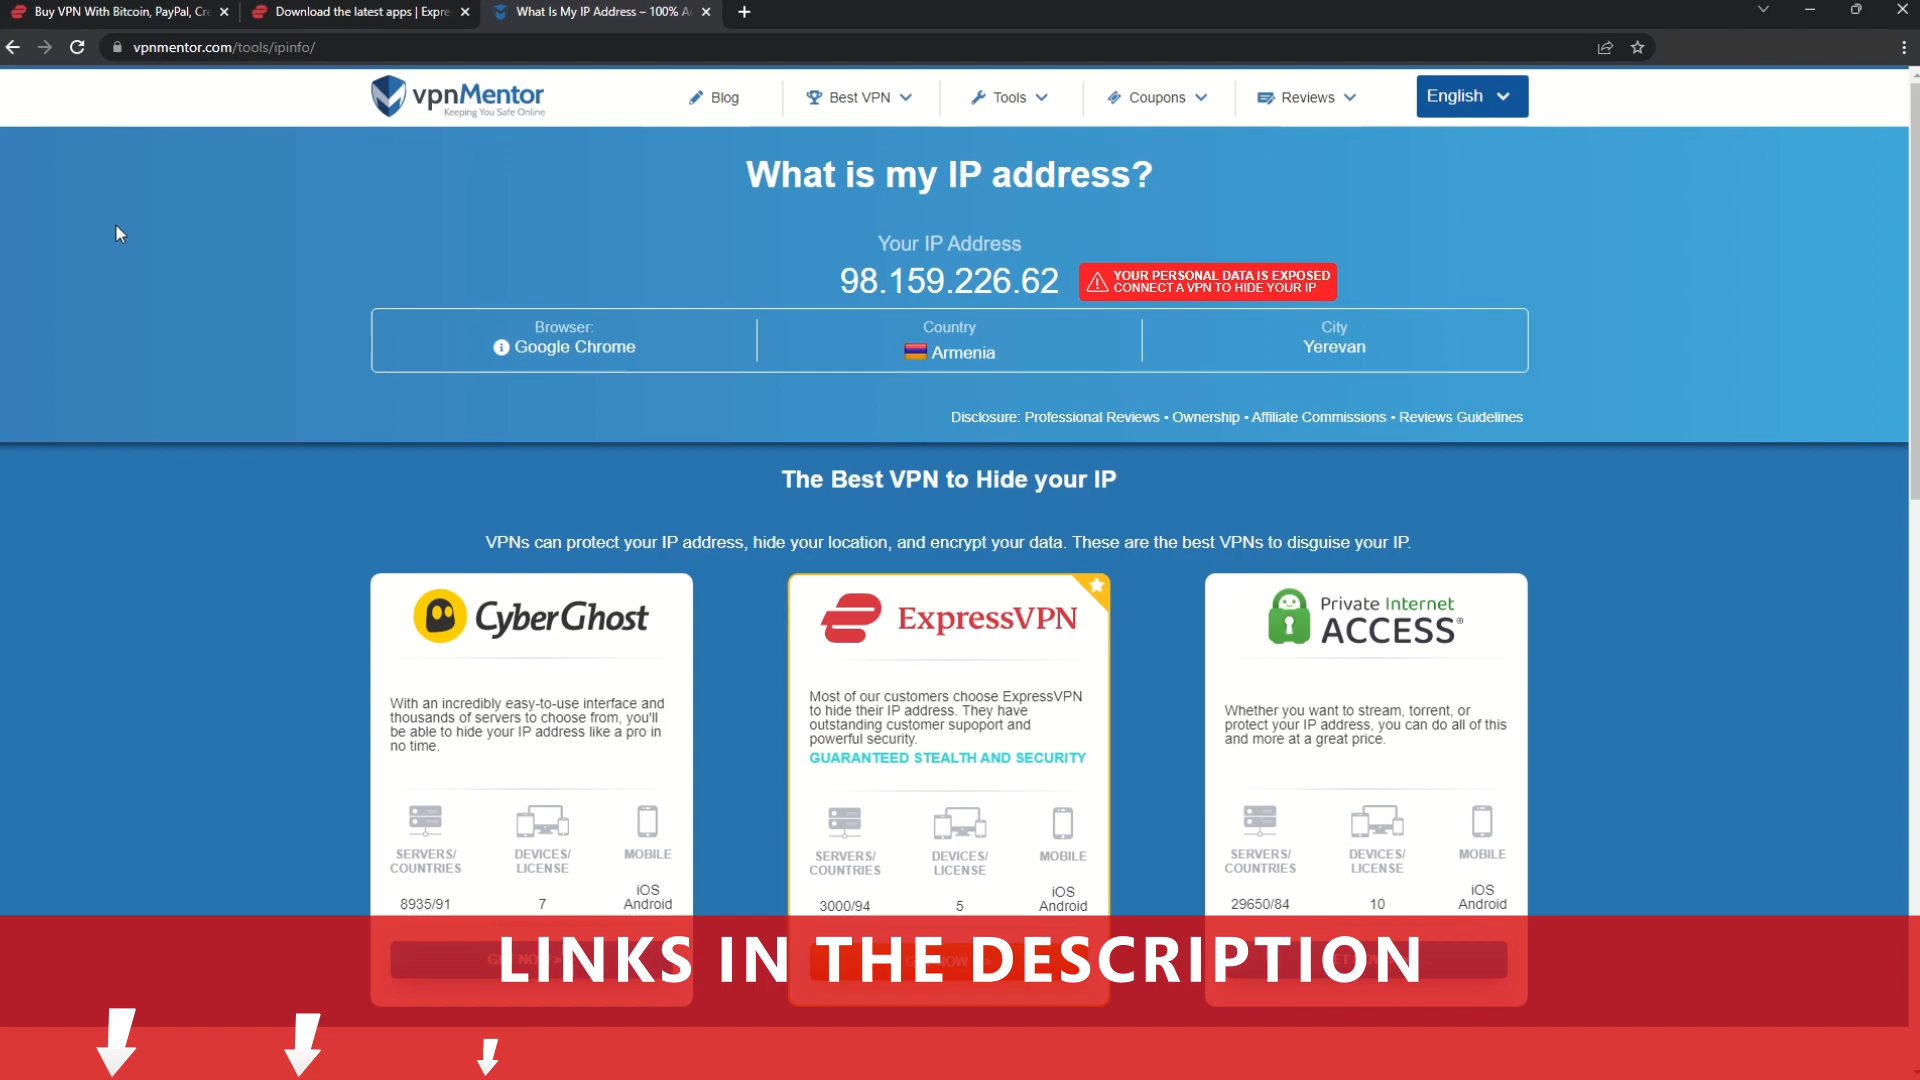 Buy VPN With Bitcoin, PayPal, Cr
Download the latest apps | Expre
What Is My IP Address – 100% A
vpnmentor.com/tools/ipinfo/
vpnMentor
Keeping You Safe Online
Blog
Best VPN
Tools
Coupons
Reviews
English
What is my IP address?
Your IP Address
98.159.226.62
YOUR PERSONAL DATA IS EXPOSED
CONNECT A VPN TO HIDE YOUR IP
Browser:
Google Chrome
Country
Armenia
City
Yerevan
Disclosure: Professional Reviews • Ownership • Affiliate Commissions • Reviews Guidelines
The Best VPN to Hide your IP
VPNs can protect your IP address, hide your location, and encrypt your data. These are the best VPNs to disguise your IP.
CyberGhost
With an incredibly easy-to-use interface and
thousands of servers to choose from, you'll
be able to hide your IP address like a pro in
no time.
SERVERS/
COUNTRIES
DEVICES/
LICENSE
MOBILE
8935/91
7
iOS
Android
ExpressVPN
Most of our customers choose ExpressVPN
to hide their IP address. They have
outstanding customer supoport and
powerful security.
GUARANTEED STEALTH AND SECURITY
SERVERS/
COUNTRIES
DEVICES/
LICENSE
MOBILE
3000/94
5
iOS
Android
Private Internet
ACCESS®
Whether you want to stream, torrent, or
protect your IP address, you can do all of this
and more at a great price.
SERVERS/
COUNTRIES
DEVICES/
LICENSE
MOBILE
29650/84
10
iOS
Android
LINKS IN THE DESCRIPTION